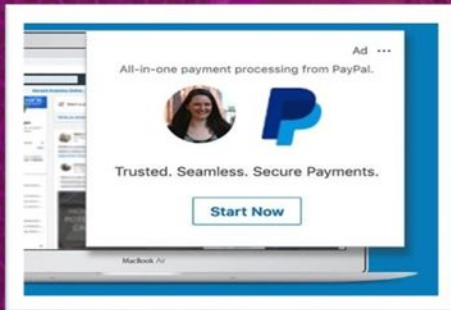 Ad ...
All-in-one payment processing from PayPal.
Trusted. Seamless. Secure Payments.
Start Now
MacBook Air